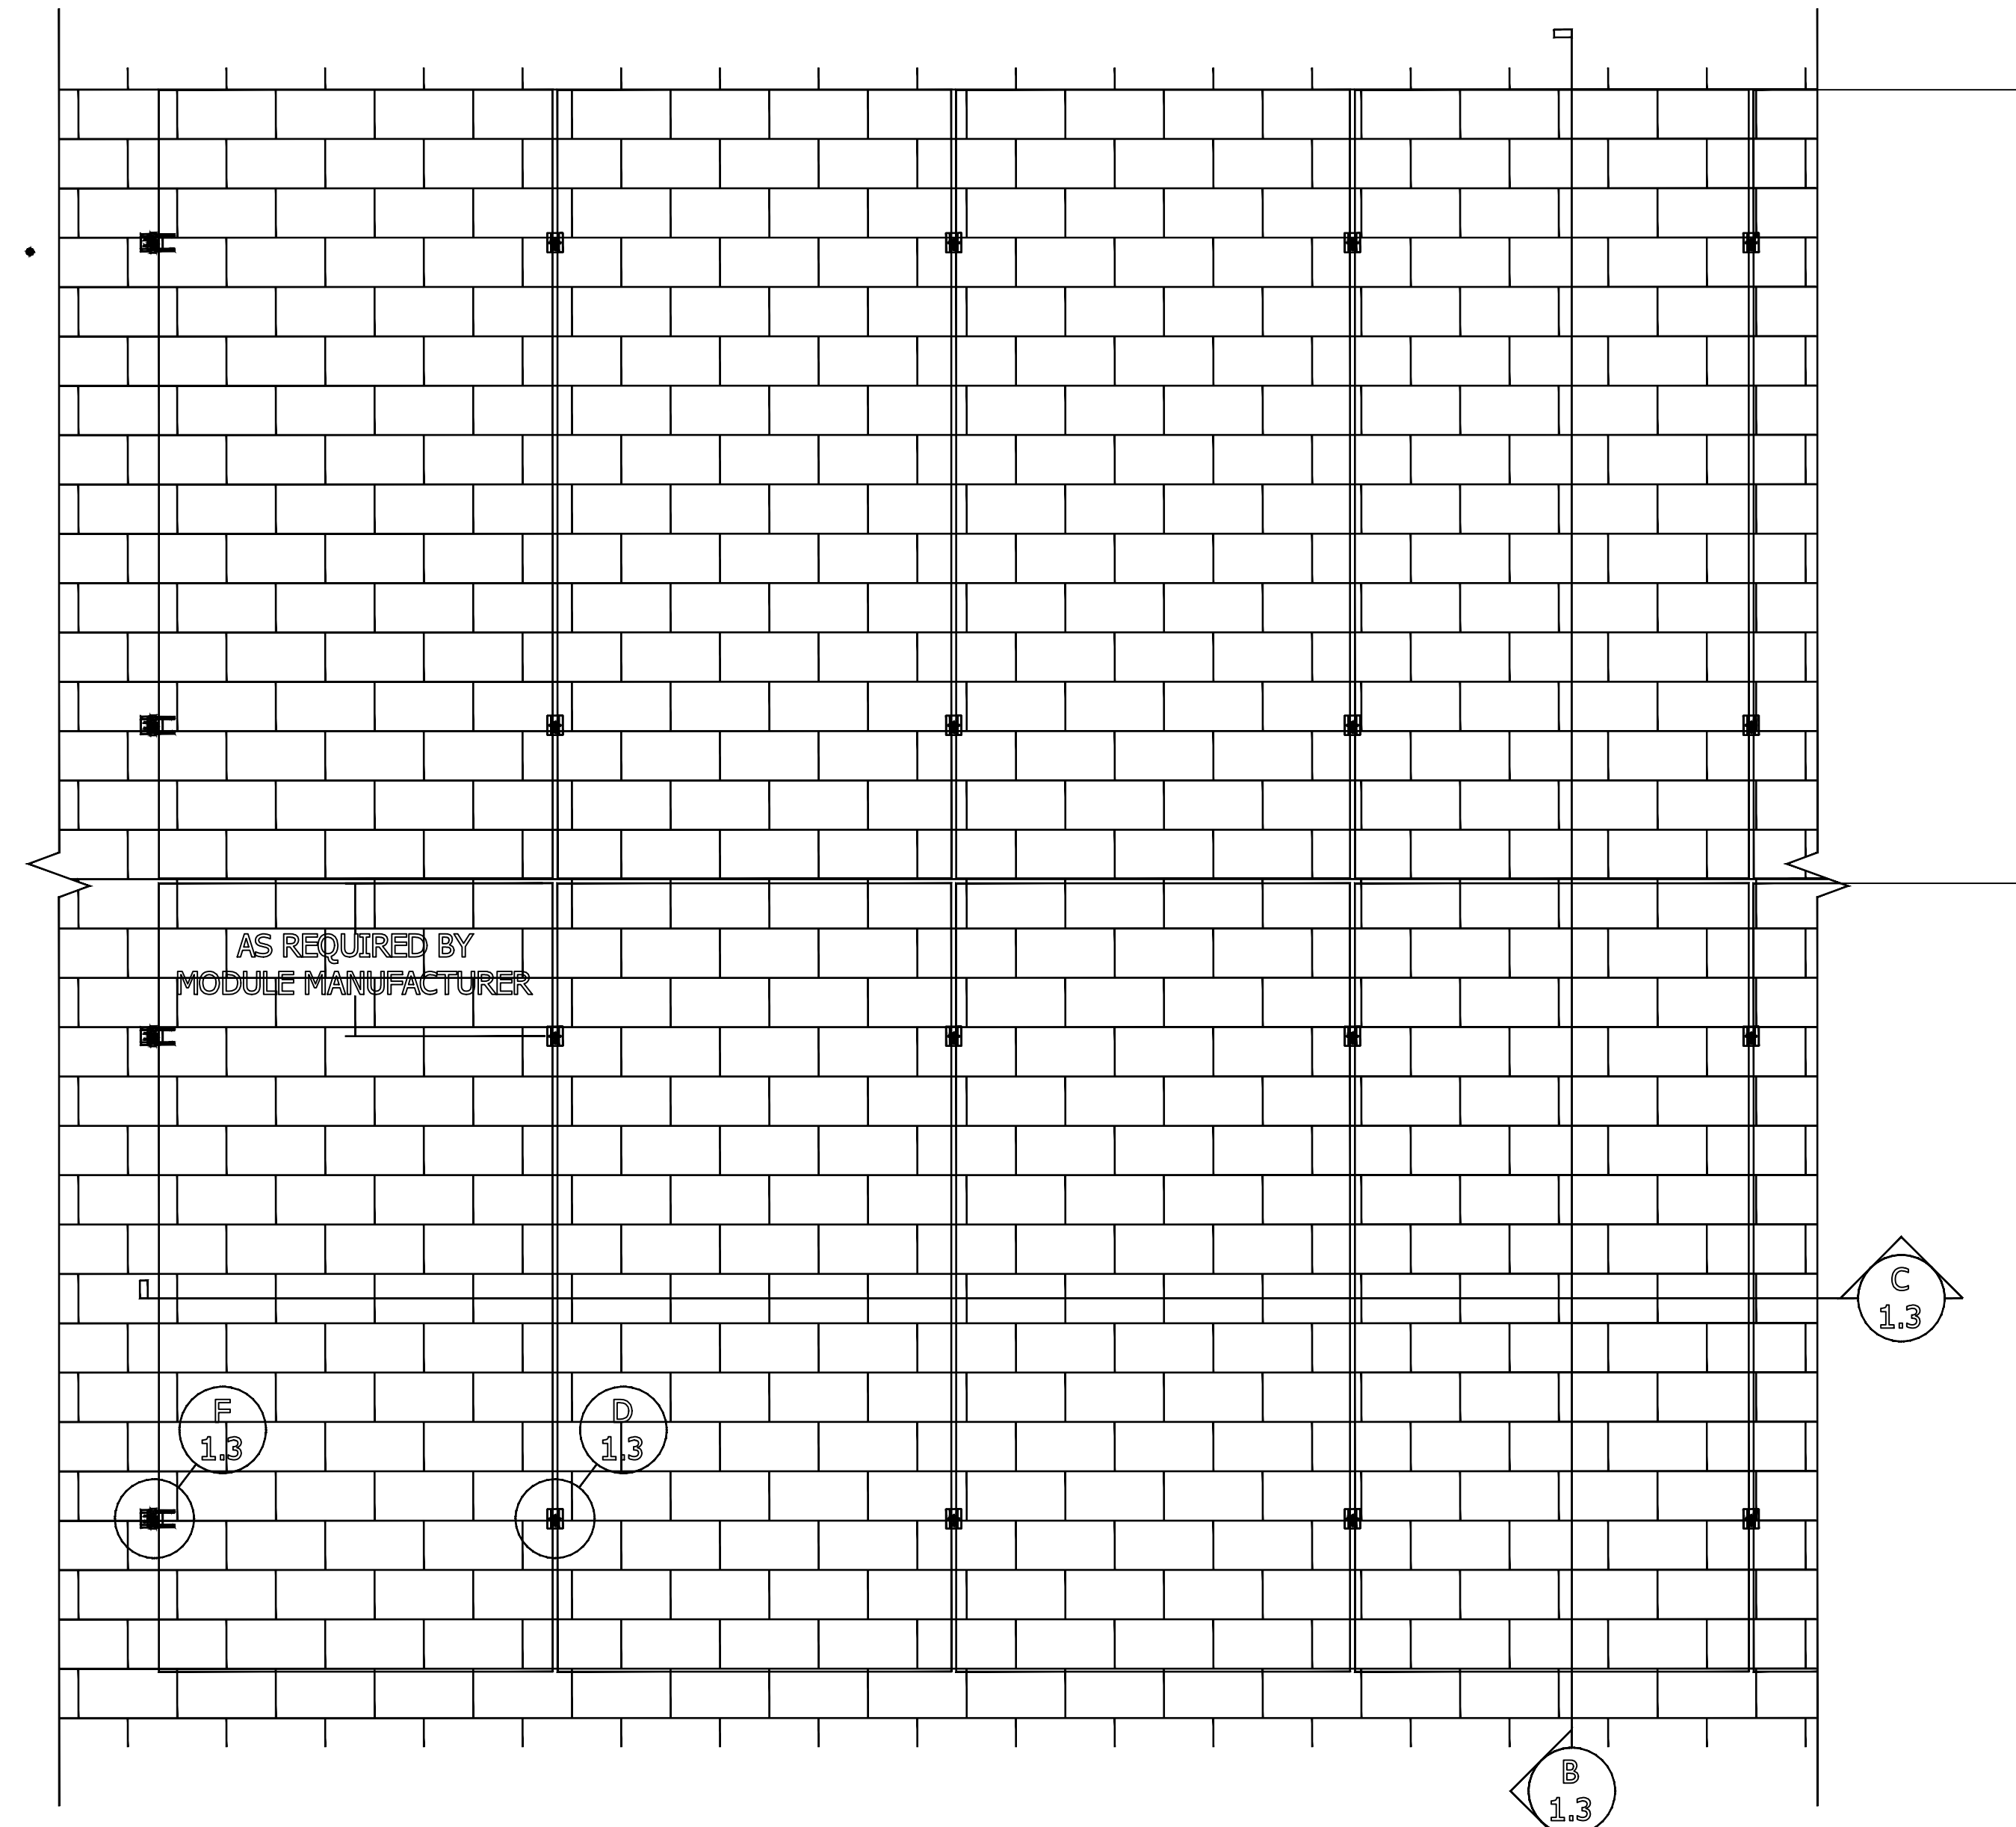 AS REQUIRED BY
MODULE MANUFACTURER
C
1.3
F
1.3
D
1.3
B
1.3